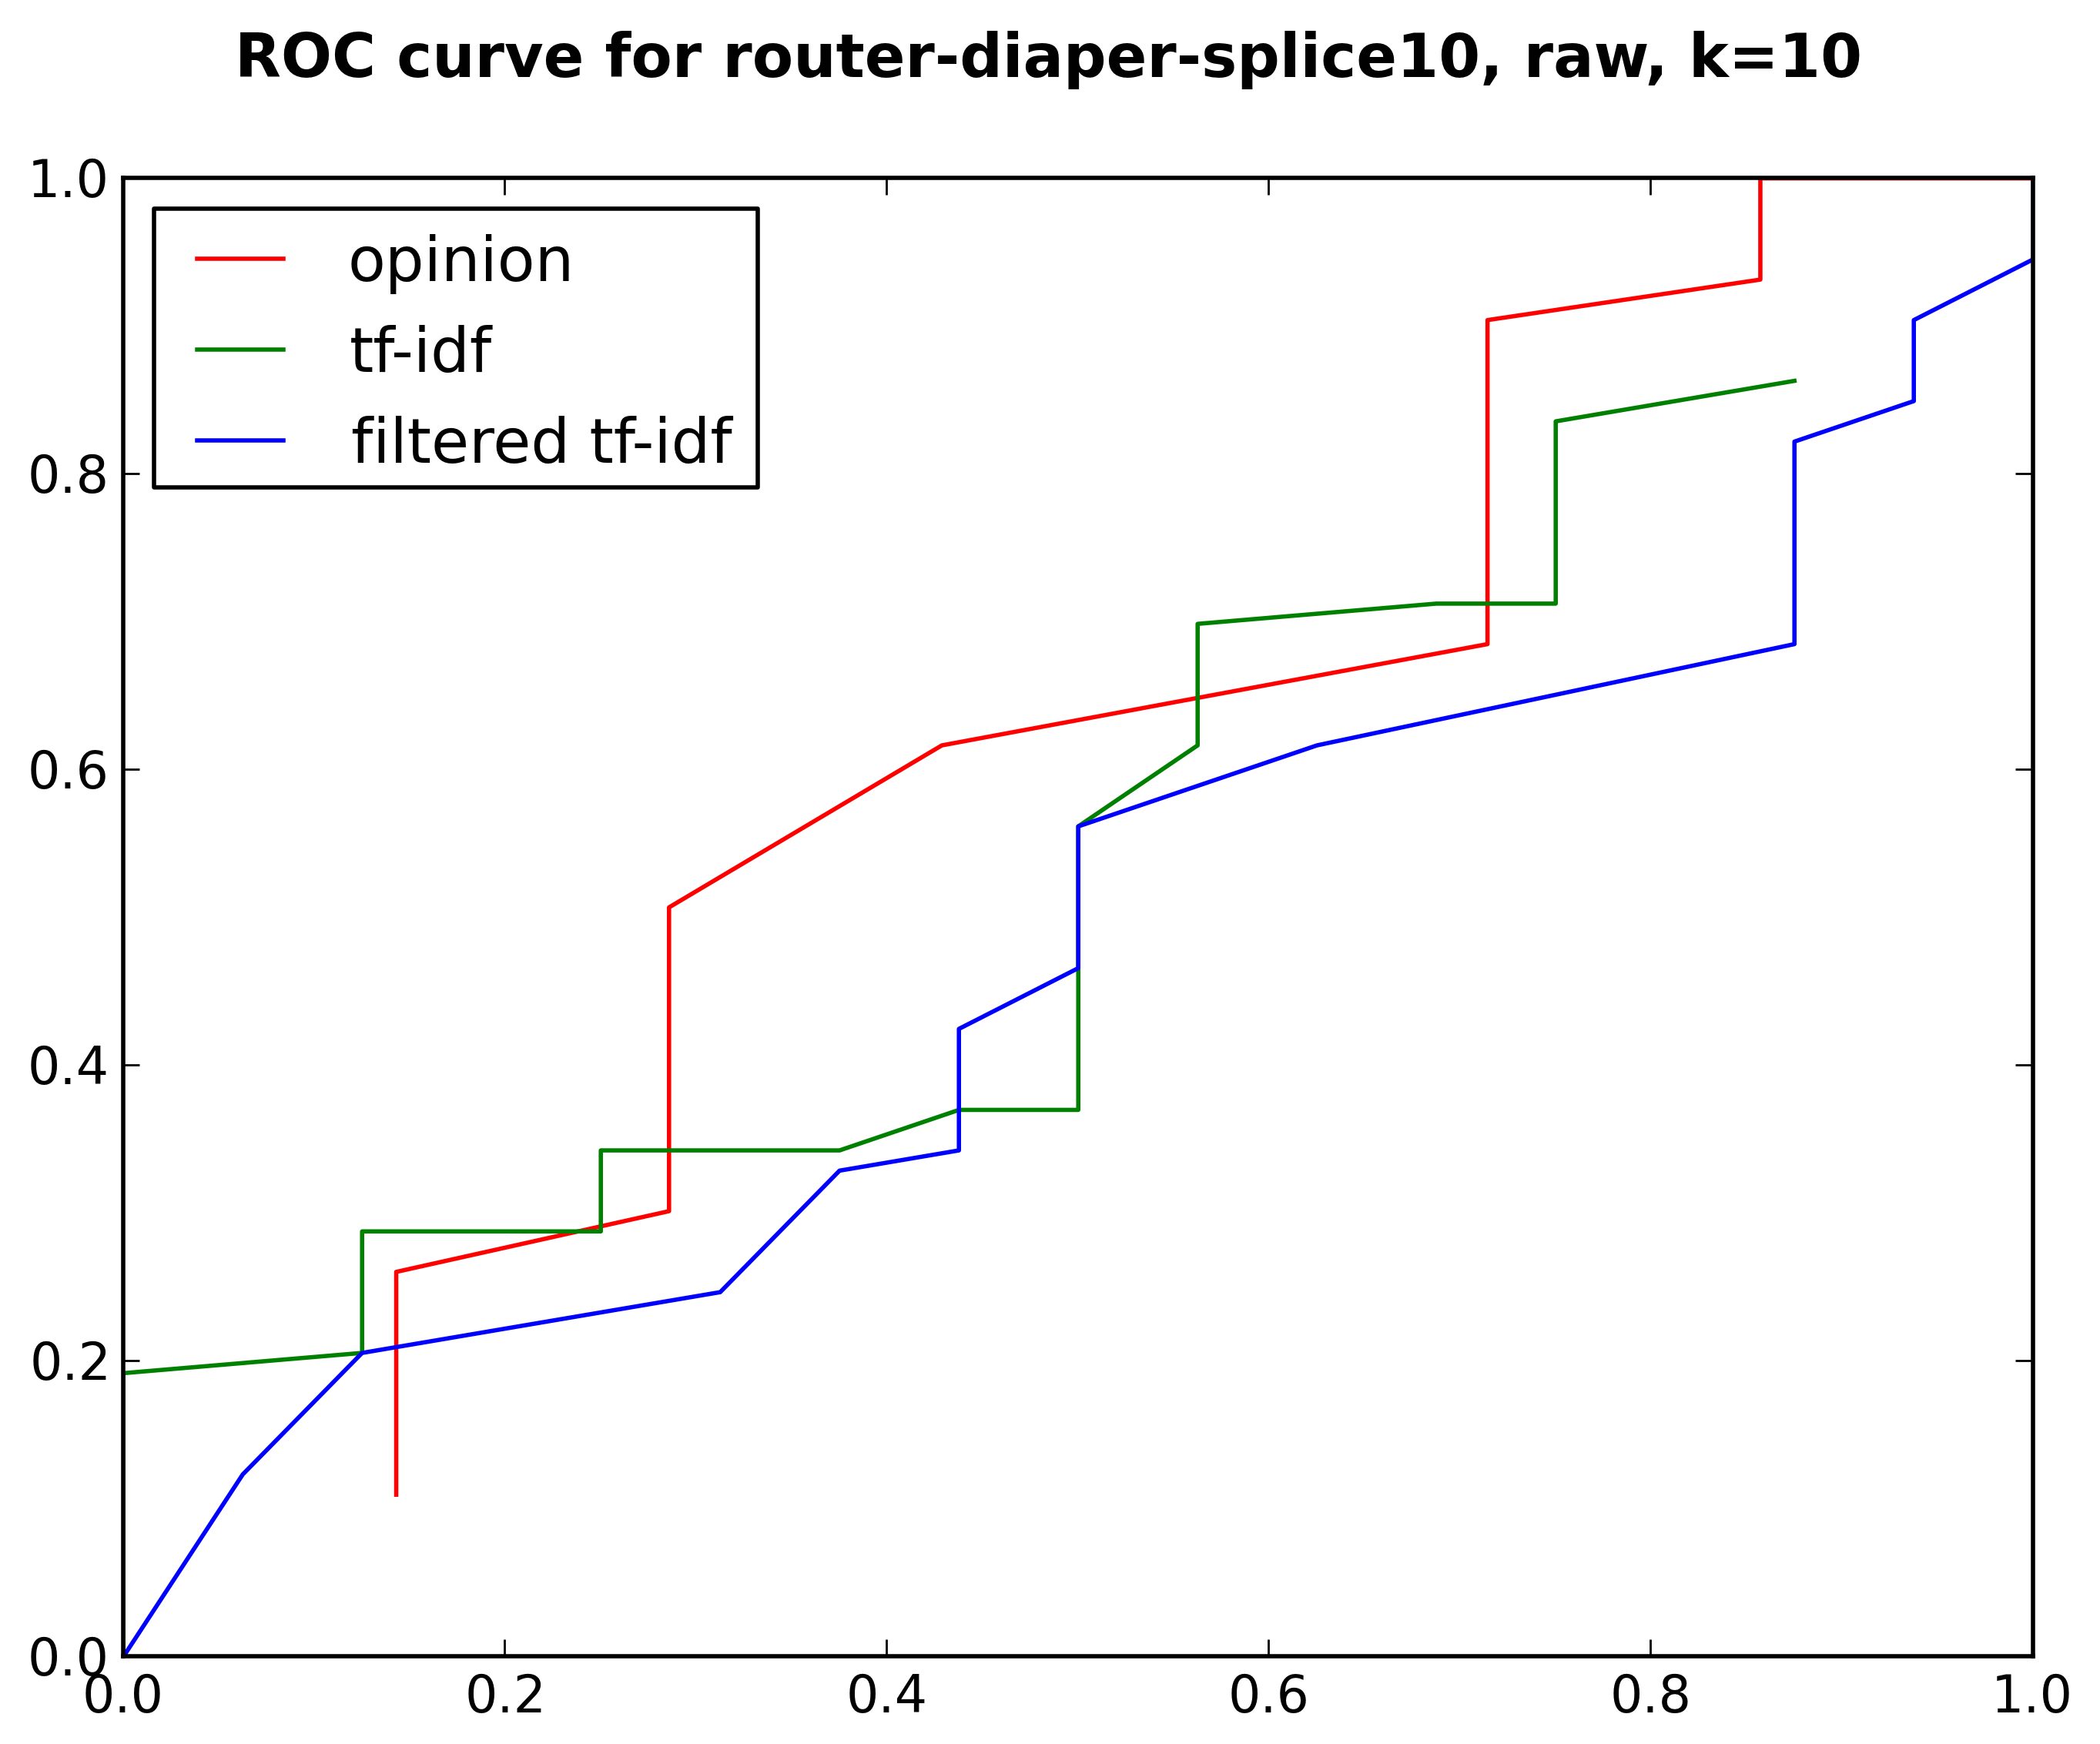 ROC curve for router-diaper-splice10, raw, k=10
1.0
opinion
tf-idf
filtered tf-idf
0.8
0.6
0.4
0.2
0.0
0.0 0.2 0.4 0.6 0.8 1.0